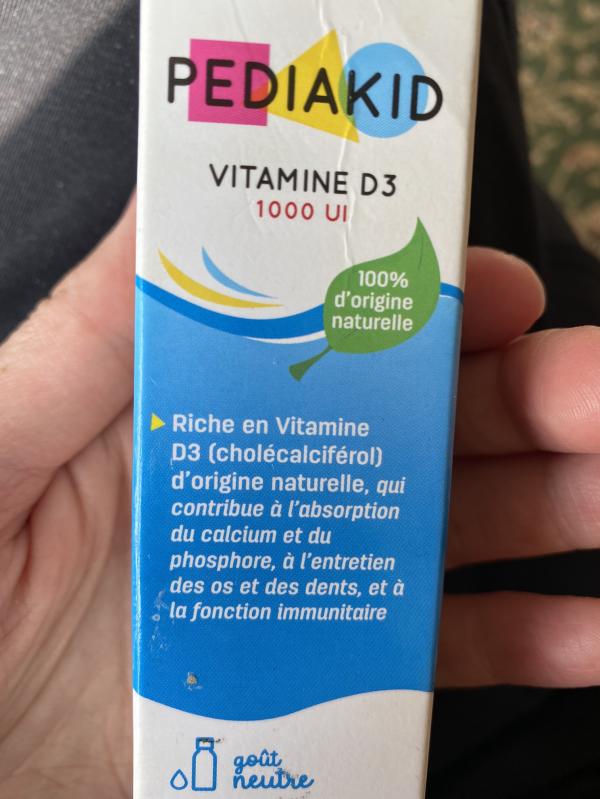 PEDIAKID
VITAMINE D3
1000 UI
100%
d'origine
naturelle
Riche en Vitamine
D3 (cholécalciférol)
d'origine naturelle, qui
contribue à l'absorption
du calcium et du
phosphore, à l'entretien
des os et des dents, et à
la fonction immunitaire
goût
neutre